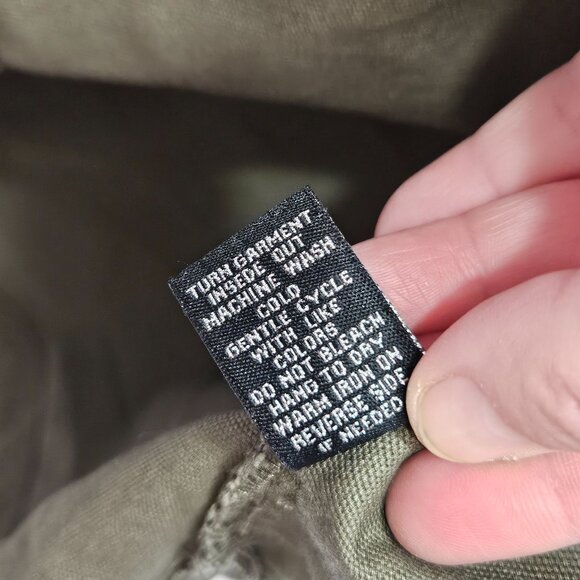 TURN GARMENT
INSIDE OUT
MACHINE WASH
COLD
GENTLE CYCLE
WITH LIKE
COLORS
DO NOT BLEACH
HANG TO DRY
WARM IRON ON
REVERSE SIDE
IF NEEDED